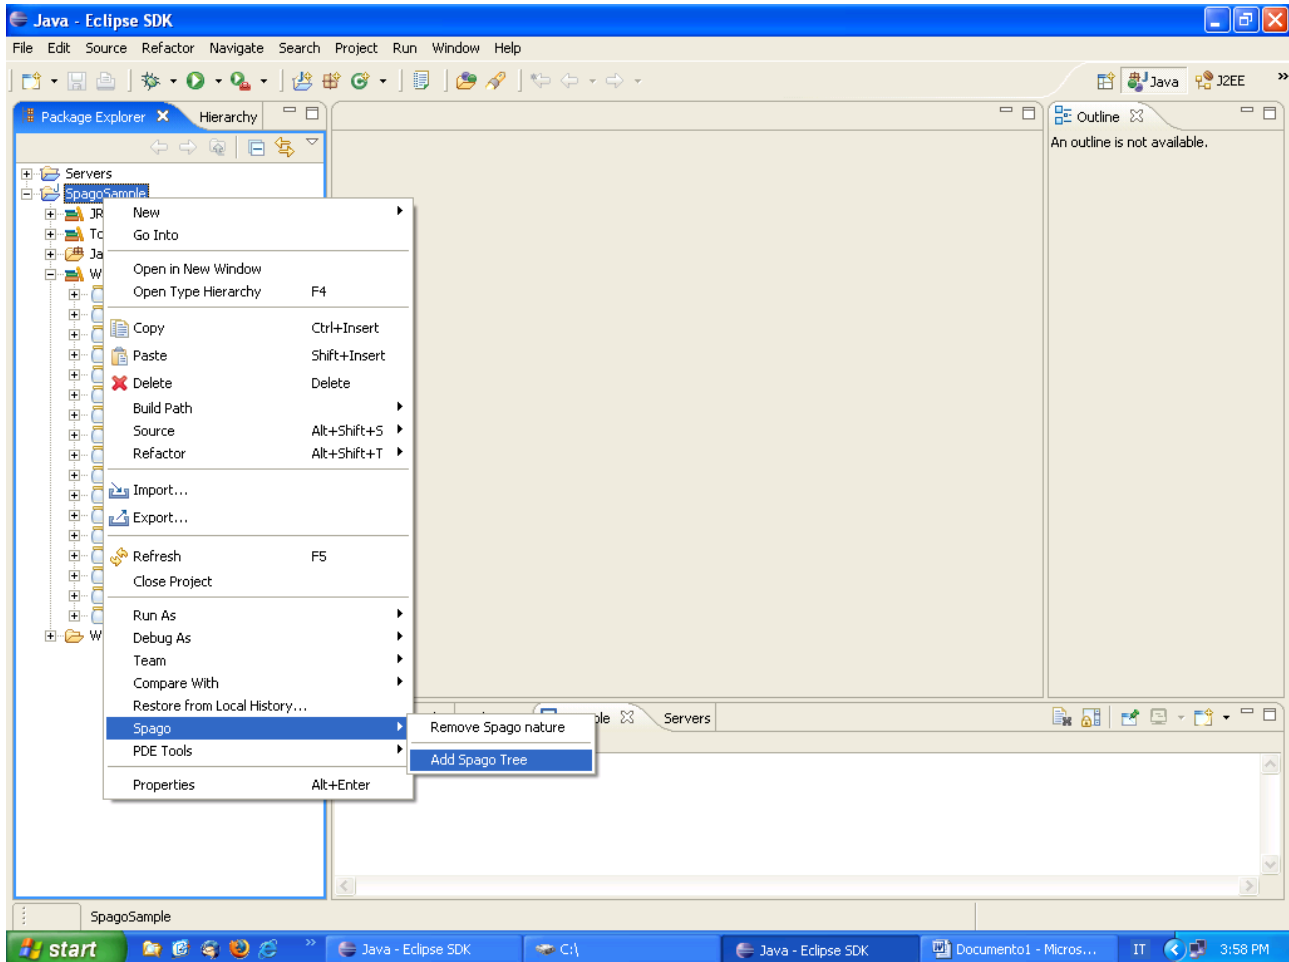 Java - Eclipse SDK
File Edit Source Refactor Navigate Search Project Run Window Help
Java J2EE
Package Explorer Hierarchy
Outline
An outline is not available.
Servers
SpagoSample
JR
To
Ja
W
W
New
Go Into
Open in New Window
Open Type Hierarchy F4
Copy Ctrl+Insert
Paste Shift+Insert
Delete Delete
Build Path
Source Alt+Shift+S
Refactor Alt+Shift+T
Import...
Export...
Refresh F5
Close Project
Run As
Debug As
Team
Compare With
Restore from Local History...
Spago
PDE Tools
Properties Alt+Enter
Remove Spago nature
Add Spago Tree
ole Servers
SpagoSample
start Java - Eclipse SDK C:\ Java - Eclipse SDK Documento1 - Micros... IT 3:58 PM